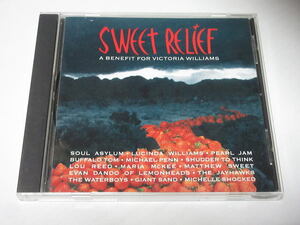 SWEET RELIEF
A BENEFIT FOR VICTORIA WILLIAMS
SOUL ASYLUM • LUCINDA WILLIAMS • PEARL JAM
BUFFALO TOM • MICHAEL PENN • SHUDDER TO THINK
LOU REED • MARIA MCKEE • MATTHEW SWEET
EVAN DANDO OF LEMONHEADS • THE JAYHAWKS
THE WATERBOYS • GIANT SAND • MICHELLE SHOCKED